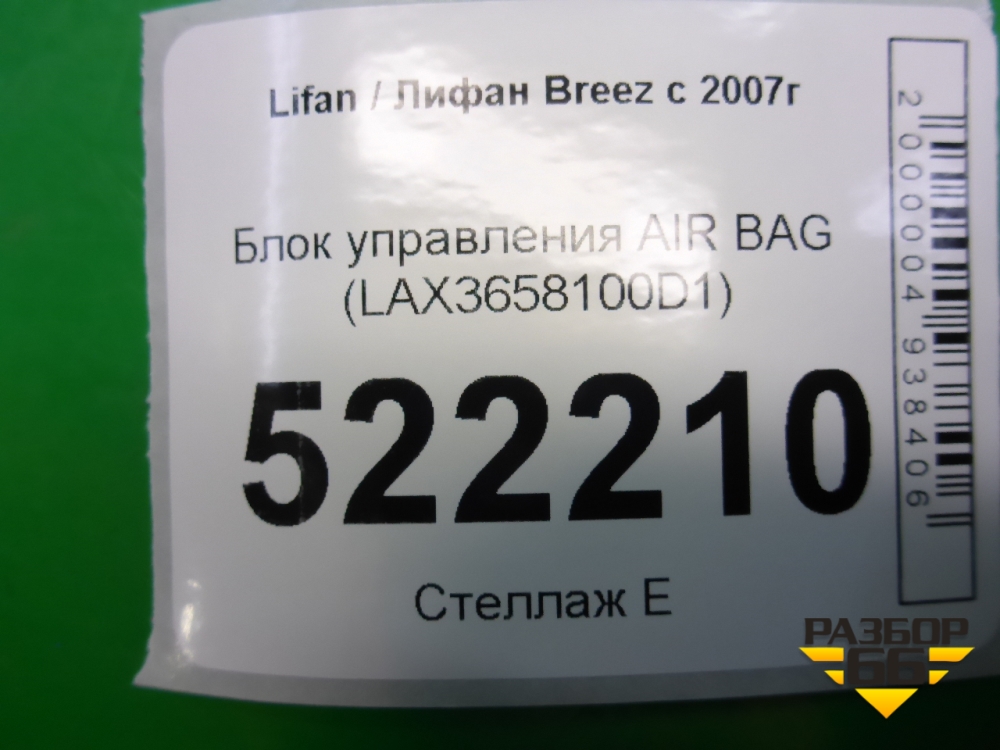 Lifan / Лифан Breez с 2007г
Блок управления AIR BAG
(LAX3658100D1)
522210
Стеллаж Е
2000004938406
РАЗБОР
66